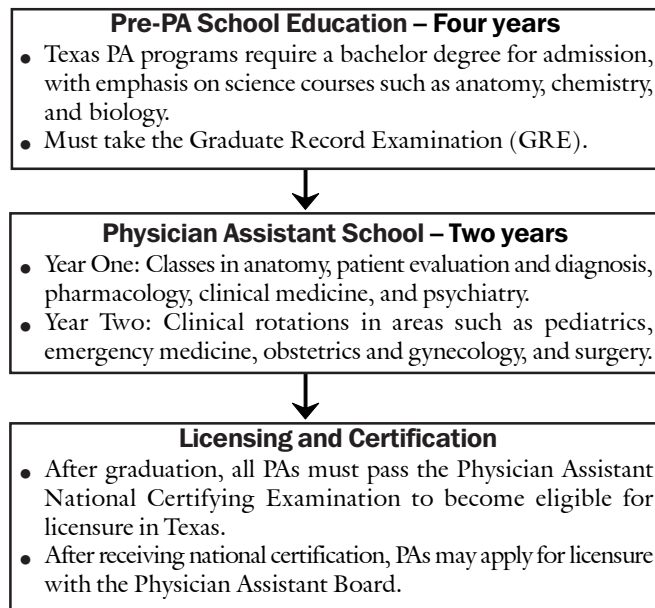 Pre-PA School Education – Four years
• Texas PA programs require a bachelor degree for admission,
with emphasis on science courses such as anatomy, chemistry,
and biology.
• Must take the Graduate Record Examination (GRE).
Physician Assistant School – Two years
• Year One: Classes in anatomy, patient evaluation and diagnosis,
pharmacology, clinical medicine, and psychiatry.
• Year Two: Clinical rotations in areas such as pediatrics,
emergency medicine, obstetrics and gynecology, and surgery.
Licensing and Certification
• After graduation, all PAs must pass the Physician Assistant
National Certifying Examination to become eligible for
licensure in Texas.
• After receiving national certification, PAs may apply for licensure
with the Physician Assistant Board.